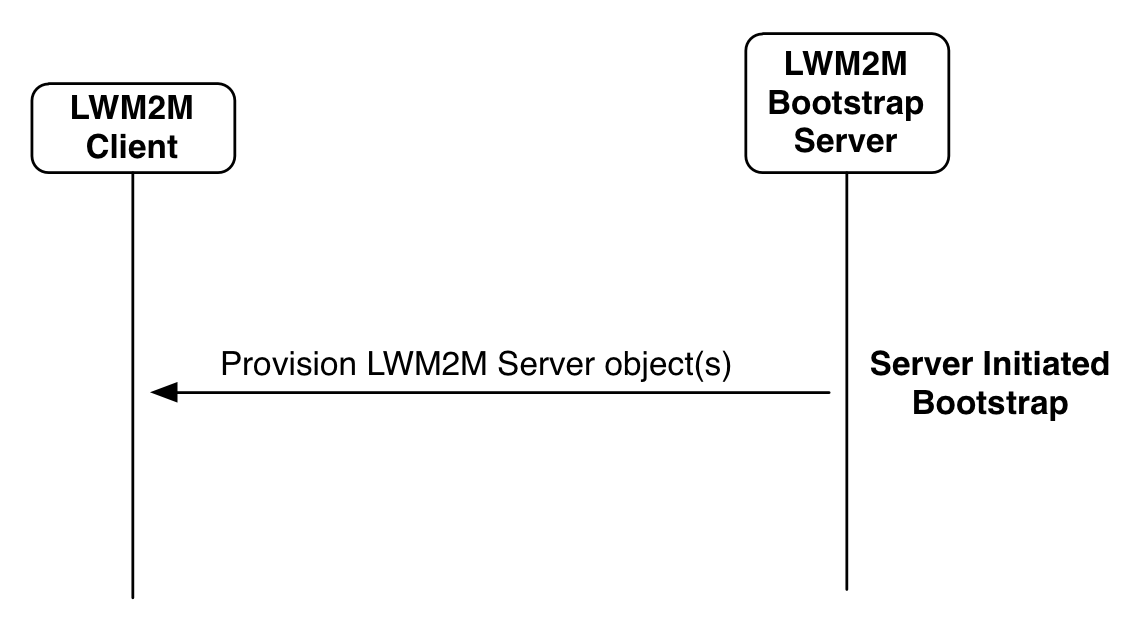 LWM2M
Client
LWM2M
Bootstrap
Server
Provision LWM2M Server object(s)
Server Initiated
Bootstrap